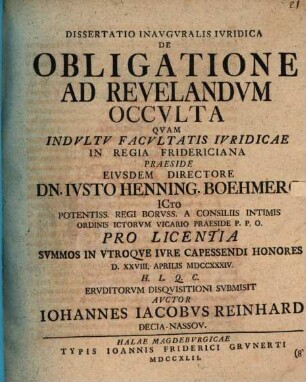 21
DISSERTATIO INAVGVRALIS IVRIDICA
DE
OBLIGATIONE
AD REVELANDVM
OCCVLTA
QVAM
INDVLTV FACVLTATIS IVRIDICAE
IN REGIA FRIDERICIANA
PRAESIDE
EIVSDEM DIRECTORE
DN. IVSTO HENNING. BOEHMER
ICto
POTENTISS. REGI BORVSS. A CONSILIIS INTIMIS
ORDINIS ICTORVM VICARIO PRAESIDE P. P. O.
PRO LICENTIA
SVMMOS IN VTROQVE IVRE CAPESSENDI HONORES
D. XXVIII. APRILIS MDCCXXXIV.
H. L. Q. C.
ERVDITORVM DISQVISITIONI SVBMISIT
AVCTOR
IOHANNES IACOBVS REINHARD
DECIA-NASSOV.
HALAE MAGDEBVRGICAE
TYPIS IOANNIS FRIDERICI GRVNERTI
MDCCXLII.